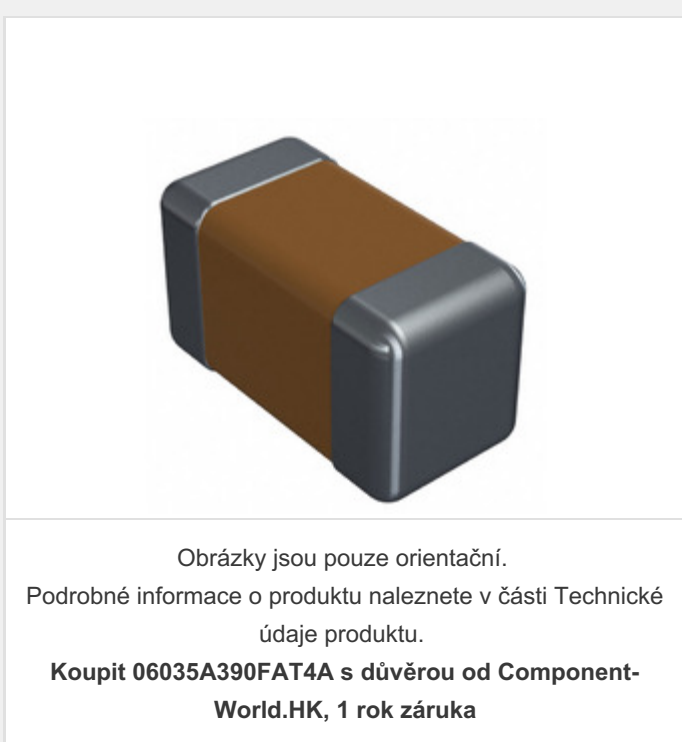 Obrázky jsou pouze orientační.
Podrobné informace o produktu naleznete v části Technické
údaje produktu.
Koupit 06035A390FAT4A s důvěrou od Component-
World.HK, 1 rok záruka